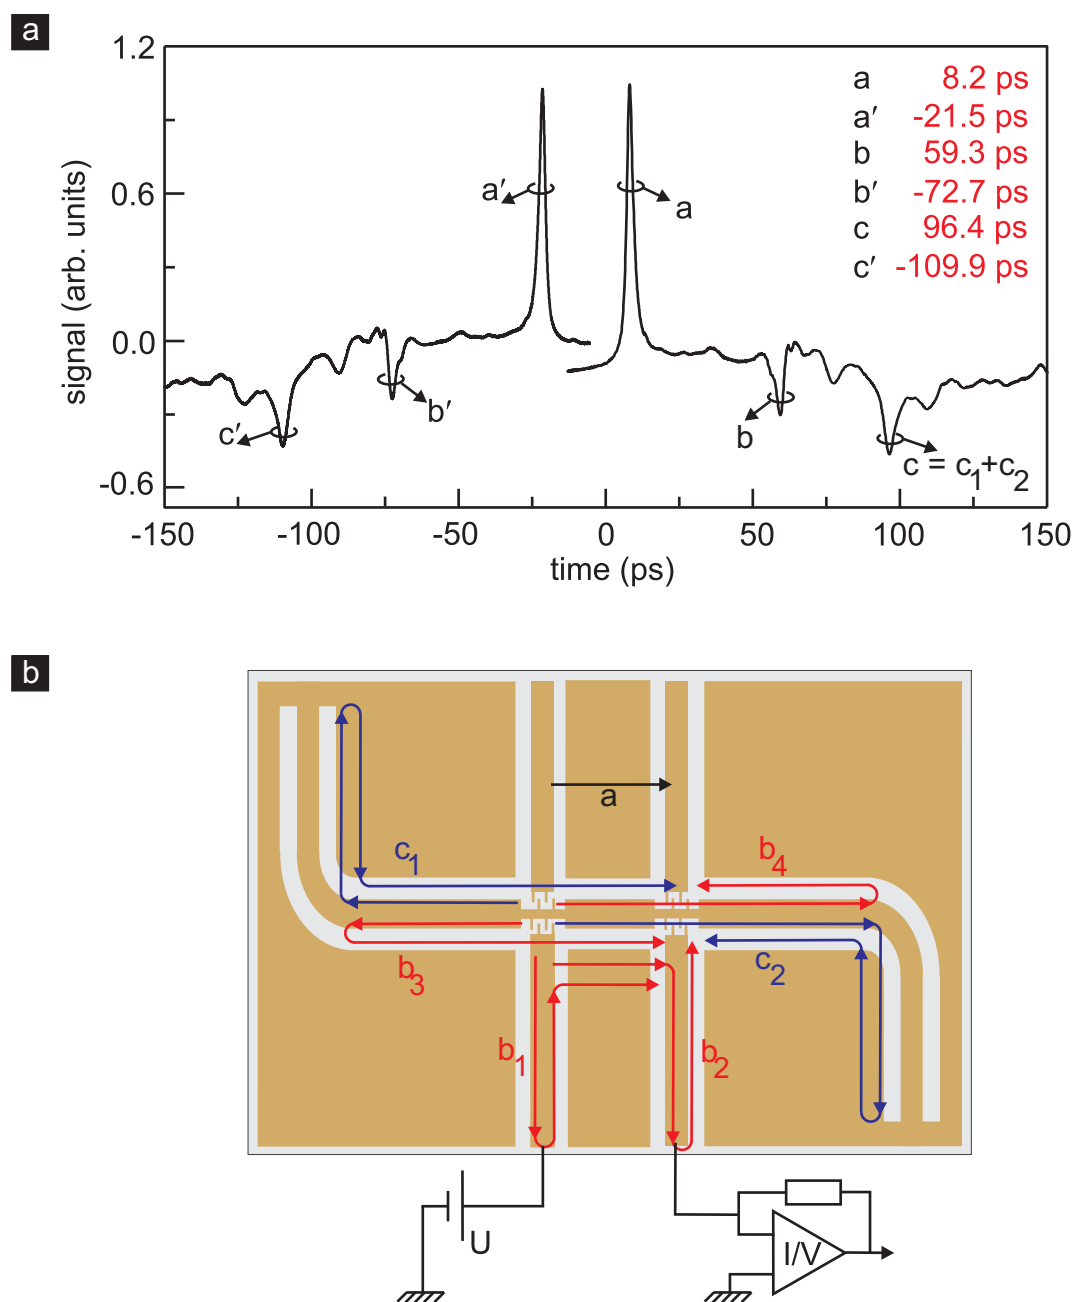 a
1.2
0.6
0.0
-0.6
signal (arb. units)
a 8.2 ps
a′ -21.5 ps
b 59.3 ps
b′ -72.7 ps
c 96.4 ps
c′ -109.9 ps
a′
a
b′
b
c′
c = c₁+c₂
-150 -100 -50 0 50 100 150
time (ps)
b
a
c₁
b₄
b₃
c₂
b₁
b₂
U
I/V